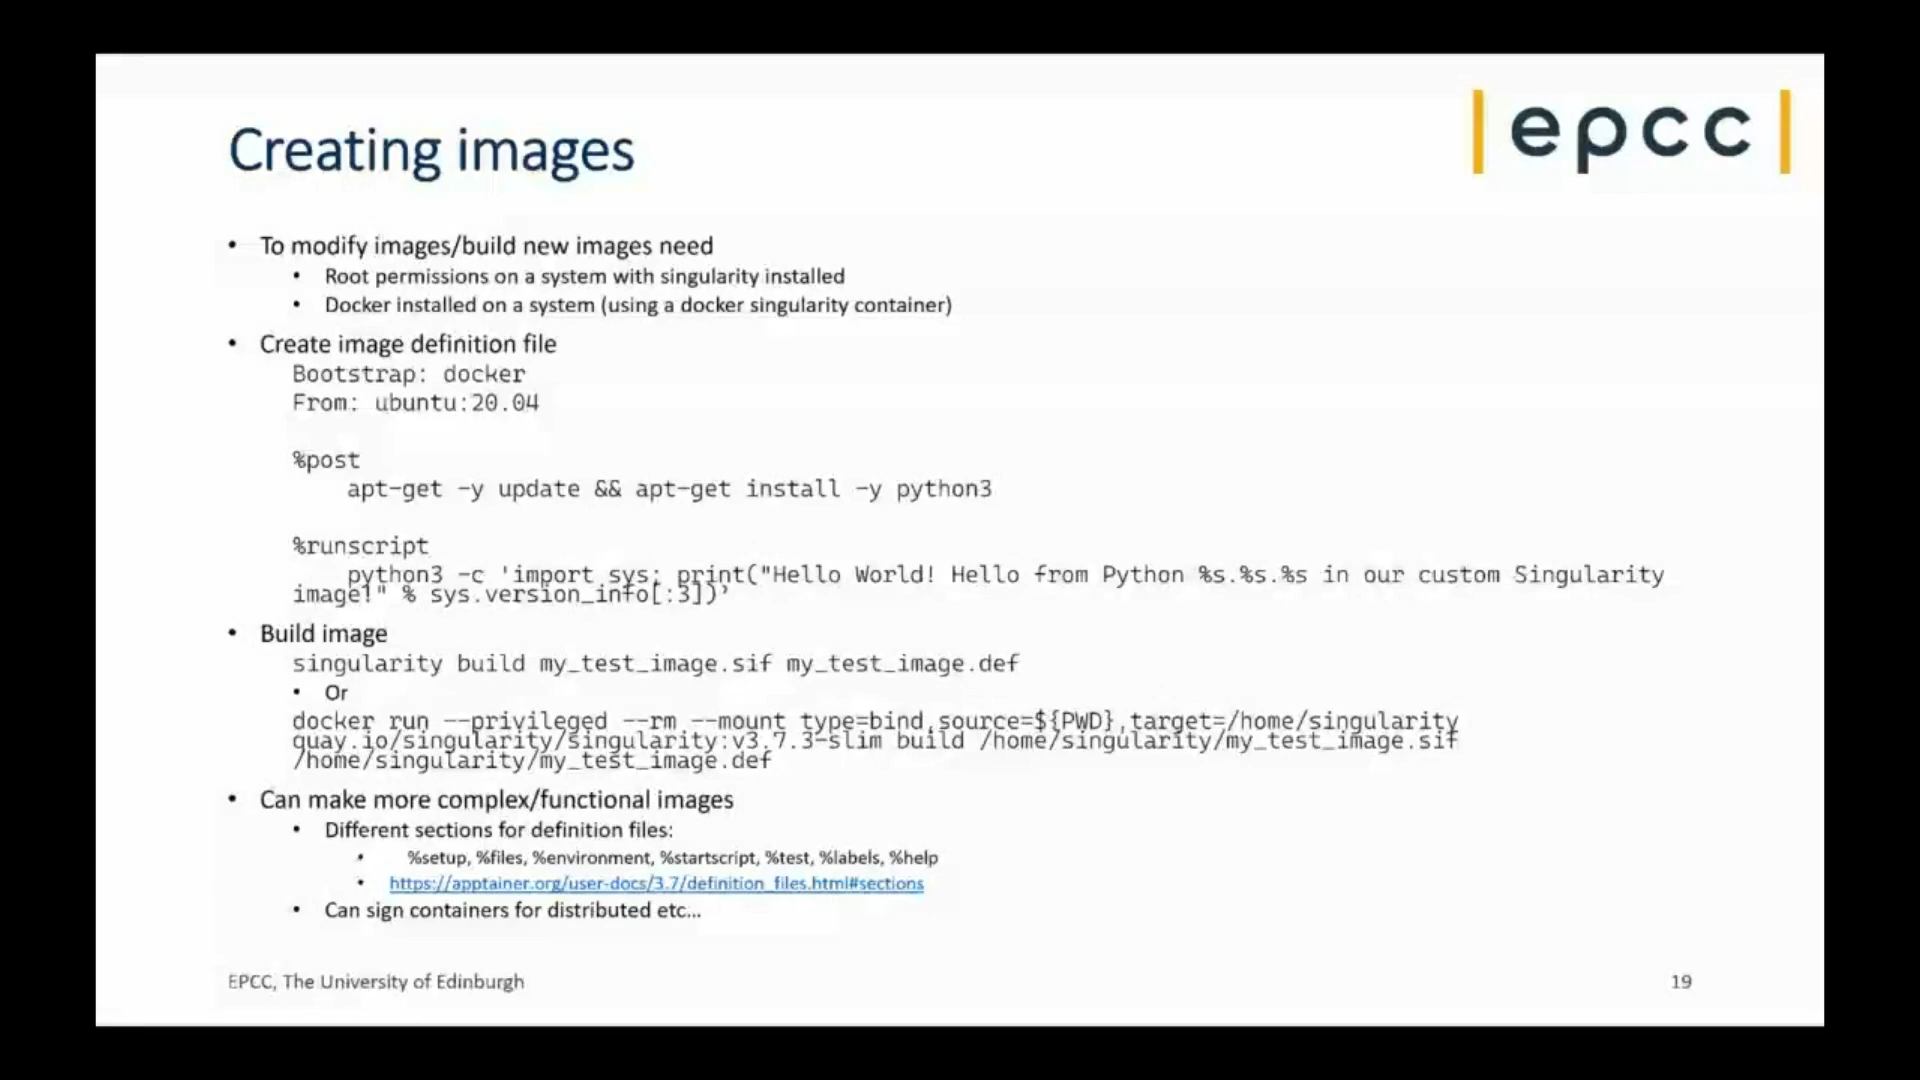 Creating images
|epcc|
• To modify images/build new images need
• Root permissions on a system with singularity installed
• Docker installed on a system (using a docker singularity container)
• Create image definition file
Bootstrap: docker
From: ubuntu:20.04
%post
apt-get -y update && apt-get install -y python3
%runscript
python3 -c 'import sys; print("Hello World! Hello from Python %s.%s.%s in our custom Singularity
image!" % sys.version_info[:3])’
• Build image
singularity build my_test_image.sif my_test_image.def
• Or
docker run --privileged --rm --mount type=bind,source=${PWD},target=/home/singularity
quay.io/singularity/singularity:v3.7.3-slim build /home/singularity/my_test_image.sif
/home/singularity/my_test_image.def
• Can make more complex/functional images
• Different sections for definition files:
• %setup, %files, %environment, %startscript, %test, %labels, %help
• https://apptainer.org/user-docs/3.7/definition_files.html#sections
• Can sign containers for distributed etc…
EPCC, The University of Edinburgh
19